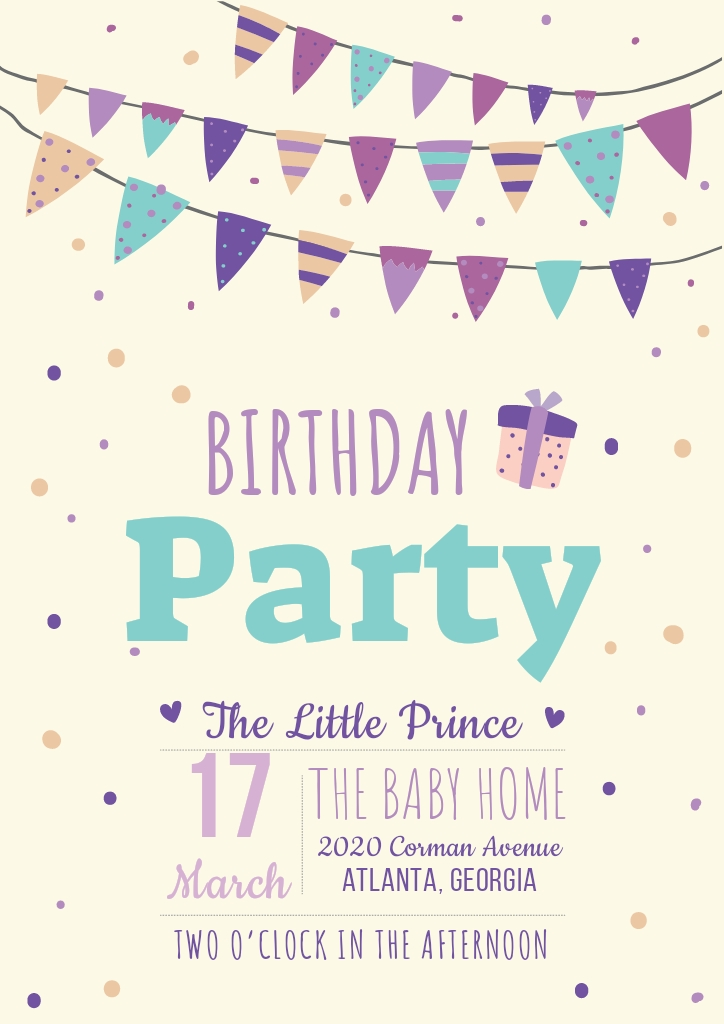 BIRTHDAY
Party
The Little Prince
17
March
THE BABY HOME
2020 Corman Avenue
ATLANTA, GEORGIA
TWO O'CLOCK IN THE AFTERNOON